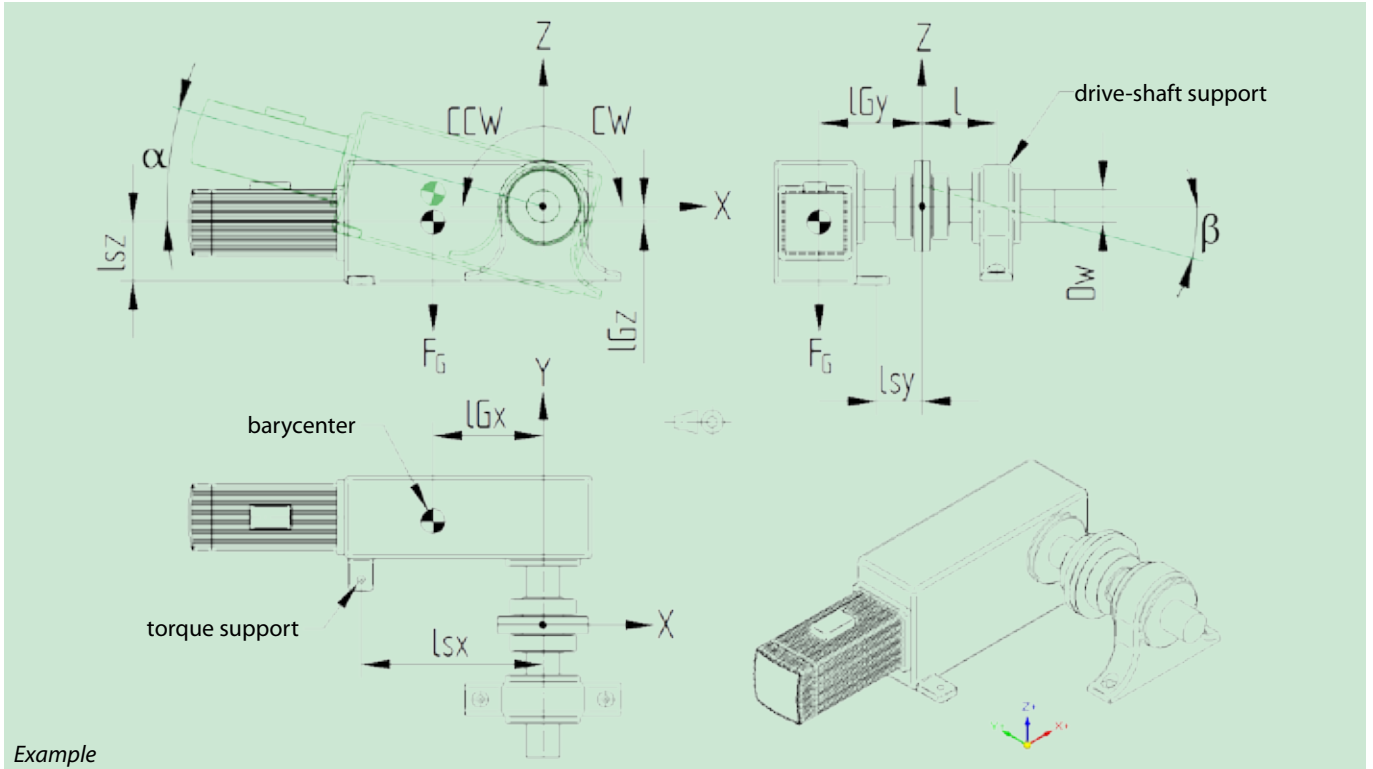 Z
Z
drive-shaft support
lGy
l
CCW
CW
α
X
β
lsz
Dw
lGz
FG
FG
lsy
Y
lGx
barycenter
X
torque support
lsx
Z+
Y+
X+
Example